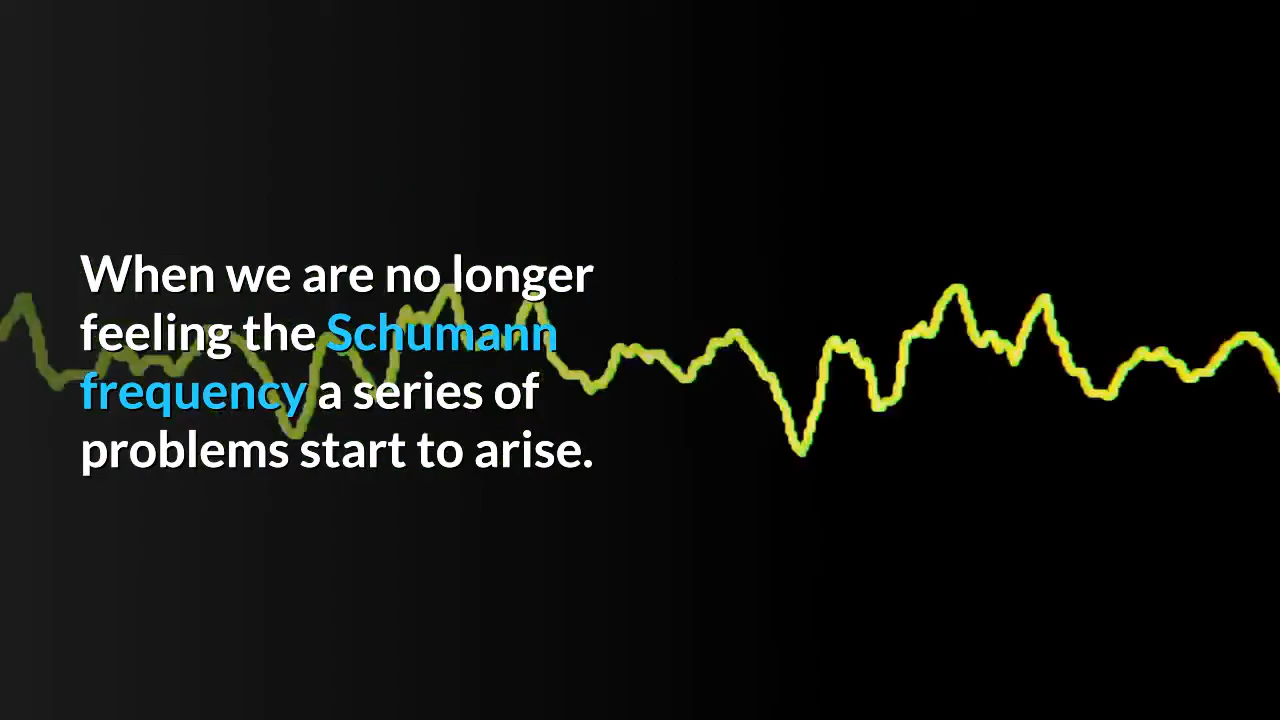 When we are no longer
feeling the Schumann
frequency a series of
problems start to arise.